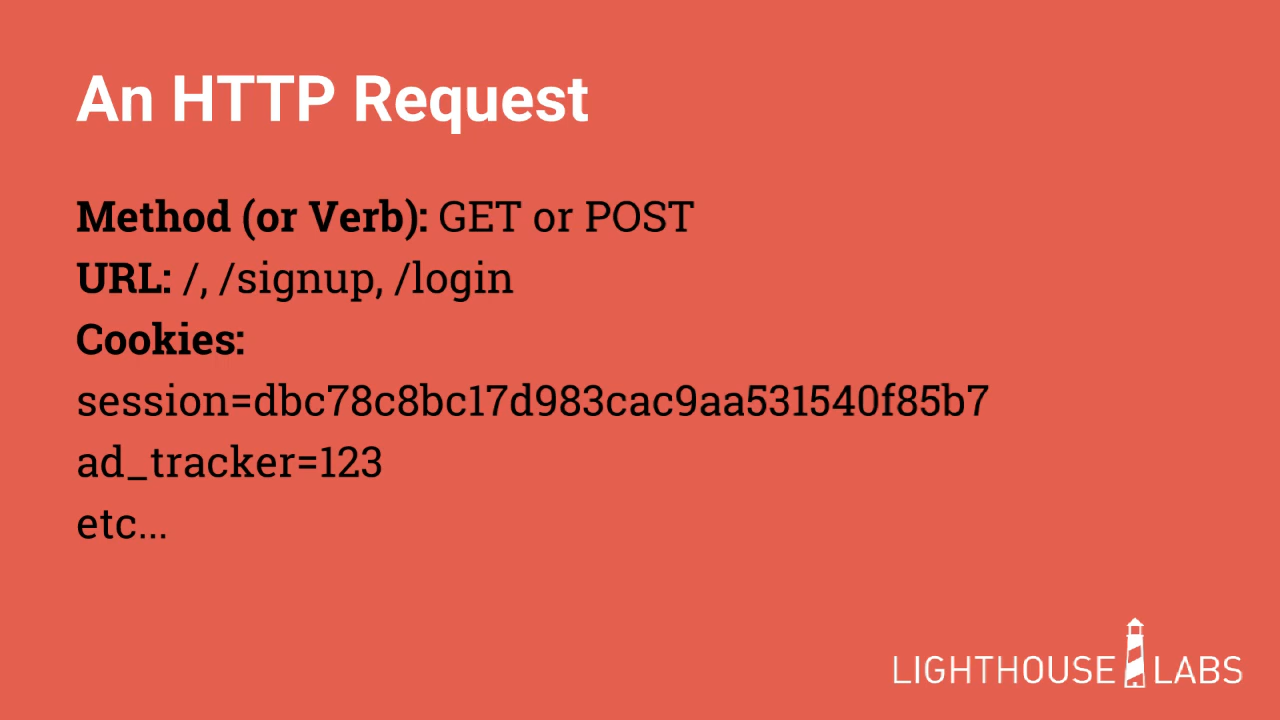 An HTTP Request
Method (or Verb): GET or POST
URL: /, /signup, /login
Cookies:
session=dbc78c8bc17d983cac9aa531540f85b7
ad_tracker=123
etc...
LIGHTHOUSE LABS